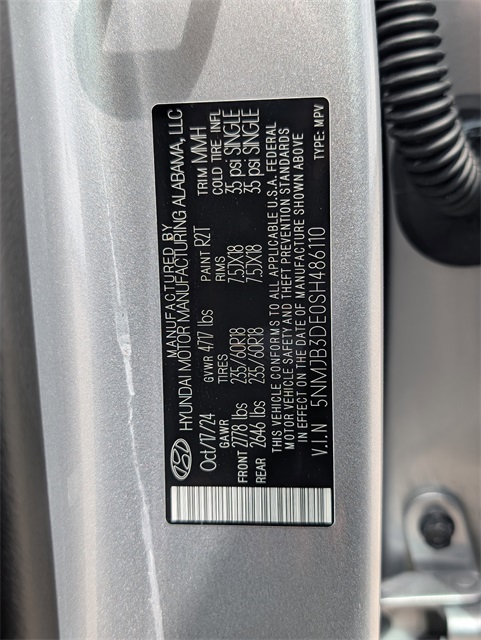 MANUFACTURED BY
HYUNDAI MOTOR MANUFACTURING ALABAMA, LLC
Oct/17/24 GVWR 4717 lbs PAINT R2T TRIM MMH
GAWR TIRES RIMS COLD TIRE INFL
FRONT 2778 lbs 235/60R18 7.5JX18 35 psi SINGLE
REAR 2646 lbs 235/60R18 7.5JX18 35 psi SINGLE
THIS VEHICLE CONFORMS TO ALL APPLICABLE U.S.A. FEDERAL
MOTOR VEHICLE SAFETY AND THEFT PREVENTION STANDARDS
IN EFFECT ON THE DATE OF MANUFACTURE SHOWN ABOVE
V.I.N 5NMJB3DE0SH486110 TYPE: MPV